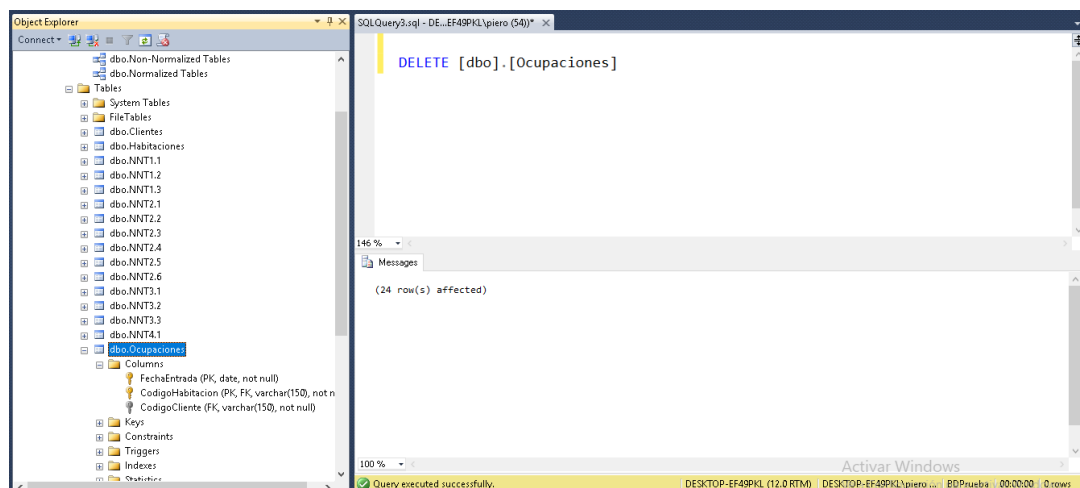 Object Explorer
Connect
dbo.Non-Normalized Tables
dbo.Normalized Tables
Tables
System Tables
FileTables
dbo.Clientes
dbo.Habitaciones
dbo.NNT1.1
dbo.NNT1.2
dbo.NNT1.3
dbo.NNT2.1
dbo.NNT2.2
dbo.NNT2.3
dbo.NNT2.4
dbo.NNT2.5
dbo.NNT2.6
dbo.NNT3.1
dbo.NNT3.2
dbo.NNT3.3
dbo.NNT4.1
dbo.Ocupaciones
Columns
FechaEntrada (PK, date, not null)
CodigoHabitacion (PK, FK, varchar(150), not n
CodigoCliente (FK, varchar(150), not null)
Keys
Constraints
Triggers
Indexes
Statistics
SQLQuery3.sql - DE...EF49PKL\piero (54))*
DELETE [dbo].[Ocupaciones]
146 %
Messages
(24 row(s) affected)
100 %
Activar Windows
Query executed successfully.
DESKTOP-EF49PKL (12.0 RTM)
DESKTOP-EF49PKL\piero ...
BDPrueba
00:00:00
0 rows